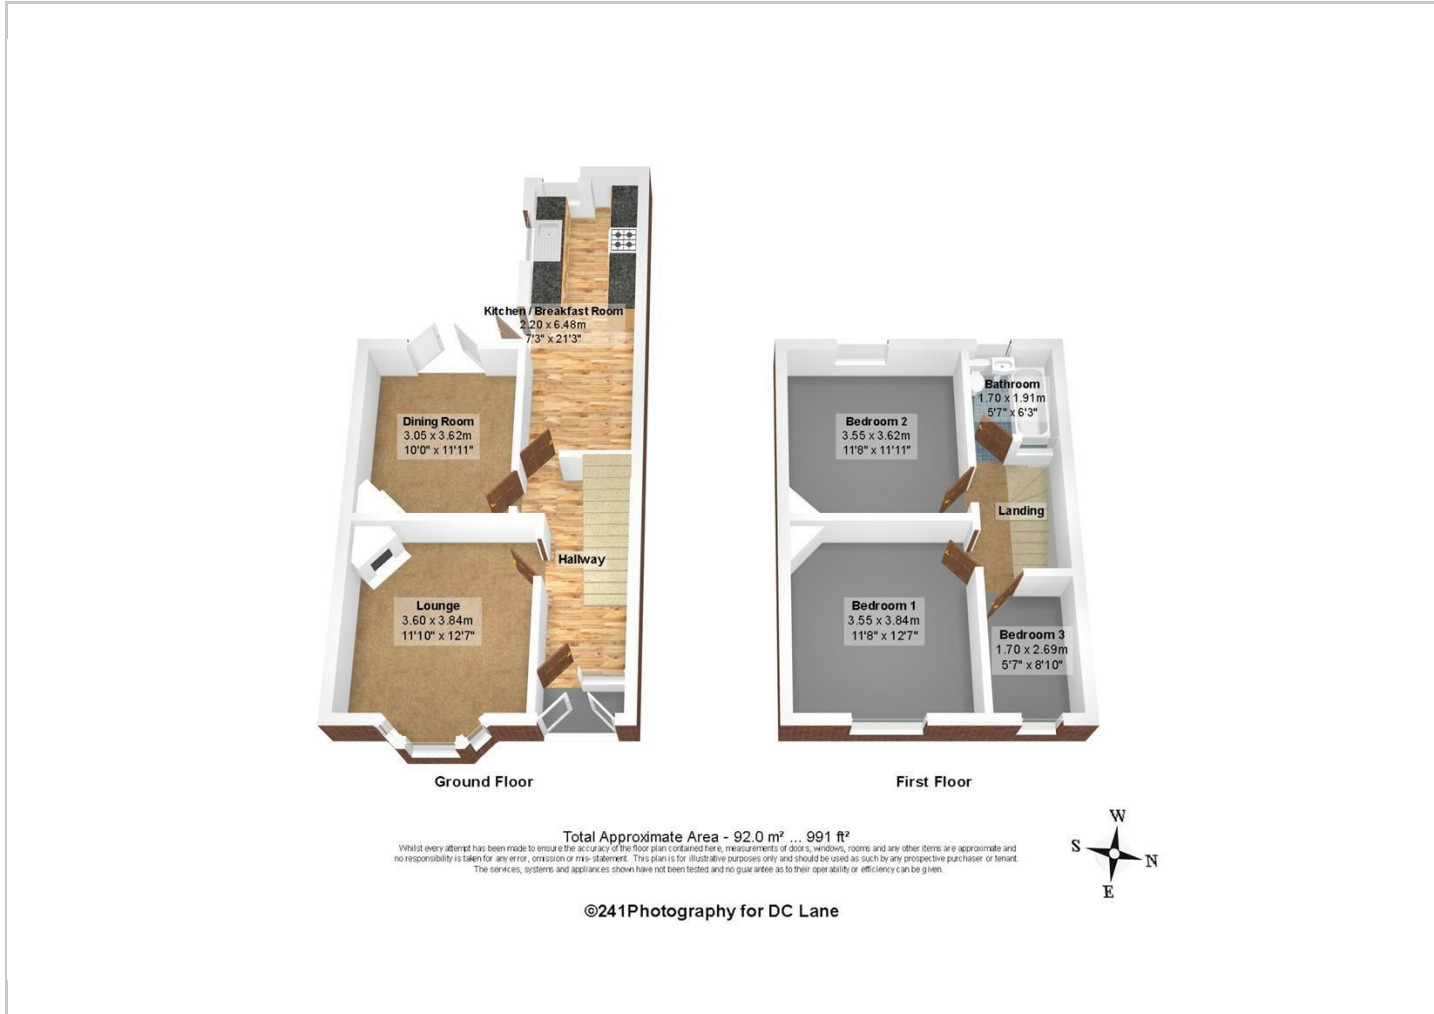 Kitchen / Breakfast Room
2.20 x 6.48m
7'3" x 21'3"
Dining Room
3.05 x 3.62m
10'0" x 11'11"
Hallway
Lounge
3.60 x 3.84m
11'10" x 12'7"
Ground Floor
Bathroom
1.70 x 1.91m
5'7" x 6'3"
Bedroom 2
3.55 x 3.62m
11'8" x 11'11"
Landing
Bedroom 1
3.55 x 3.84m
11'8" x 12'7"
Bedroom 3
1.70 x 2.69m
5'7" x 8'10"
First Floor
Total Approximate Area - 92.0 m² ... 991 ft²
Whilst every attempt has been made to ensure the accuracy of the floor plan contained here, measurements of doors, windows, rooms and any other items are approximate and
no responsibility is taken for any error, omission or mis-statement. This plan is for illustrative purposes only and should be used as such by any prospective purchaser or tenant.
The services, systems and appliances shown have not been tested and no guarantee as to their operability or efficiency can be given.
W
S
N
E
©241Photography for DC Lane